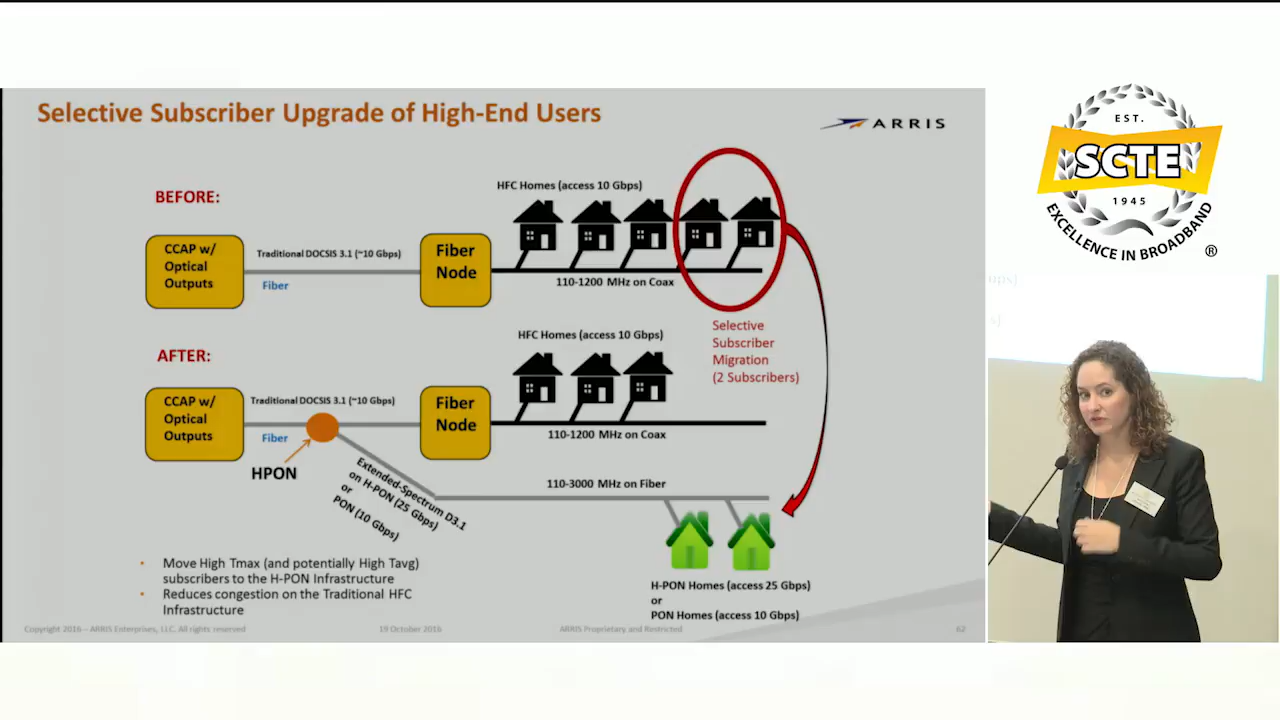 Selective Subscriber Upgrade of High-End Users
ARRIS
BEFORE:
HFC Homes (access 10 Gbps)
CCAP w/
Optical
Outputs
Traditional DOCSIS 3.1 (~10 Gbps)
Fiber
Fiber
Node
110-1200 MHz on Coax
Selective
Subscriber
Migration
(2 Subscribers)
AFTER:
HFC Homes (access 10 Gbps)
CCAP w/
Optical
Outputs
Traditional DOCSIS 3.1 (~10 Gbps)
Fiber
Fiber
Node
110-1200 MHz on Coax
HPON
Extended-Spectrum D3.1
on H-PON (25 Gbps)
or
PON (10 Gbps)
110-3000 MHz on Fiber
• Move High Tmax (and potentially High Tavg)
subscribers to the H-PON Infrastructure
• Reduces congestion on the Traditional HFC
Infrastructure
H-PON Homes (access 25 Gbps)
or
PON Homes (access 10 Gbps)
Copyright 2016 – ARRIS Enterprises, LLC. All rights reserved
19 October 2016
ARRIS Proprietary and Restricted
62
EST.
SCTE
1945
EXCELLENCE IN BROADBAND
®